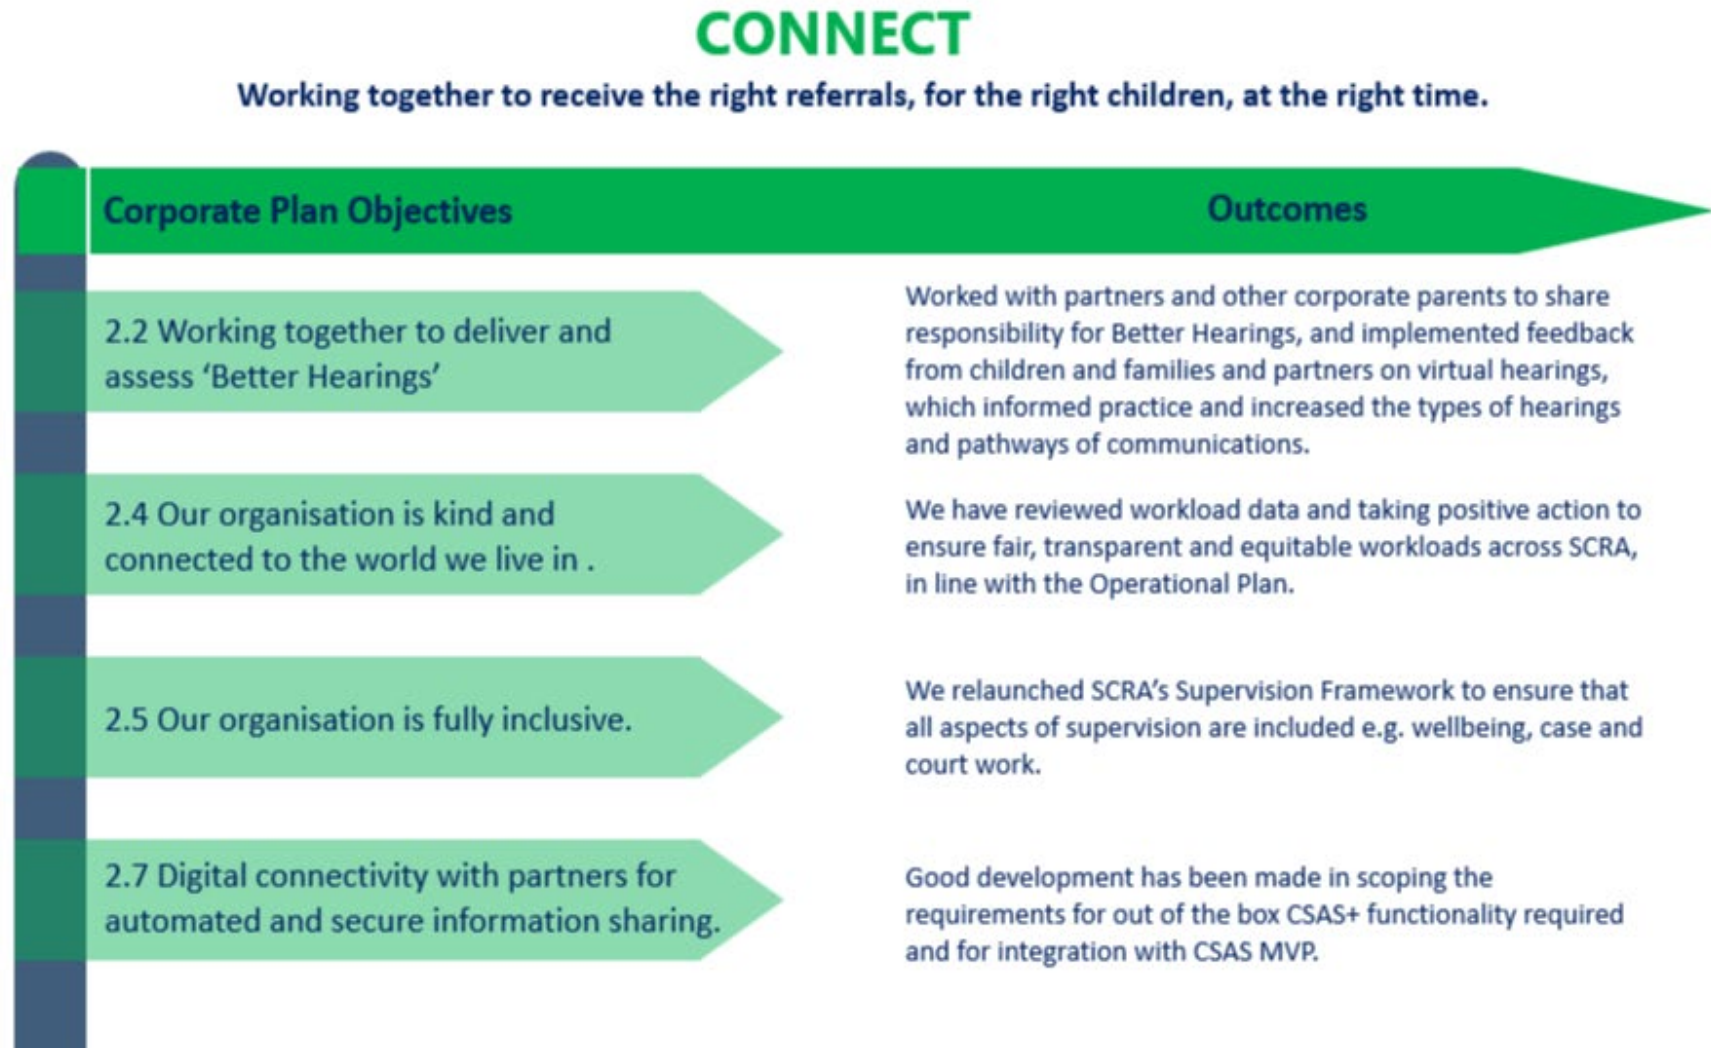 CONNECT
Working together to receive the right referrals, for the right children, at the right time.
Corporate Plan Objectives
Outcomes
2.2 Working together to deliver and
assess ‘Better Hearings’
Worked with partners and other corporate parents to share
responsibility for Better Hearings, and implemented feedback
from children and families and partners on virtual hearings,
which informed practice and increased the types of hearings
and pathways of communications.
2.4 Our organisation is kind and
connected to the world we live in .
We have reviewed workload data and taking positive action to
ensure fair, transparent and equitable workloads across SCRA,
in line with the Operational Plan.
2.5 Our organisation is fully inclusive.
We relaunched SCRA’s Supervision Framework to ensure that
all aspects of supervision are included e.g. wellbeing, case and
court work.
2.7 Digital connectivity with partners for
automated and secure information sharing.
Good development has been made in scoping the
requirements for out of the box CSAS+ functionality required
and for integration with CSAS MVP.